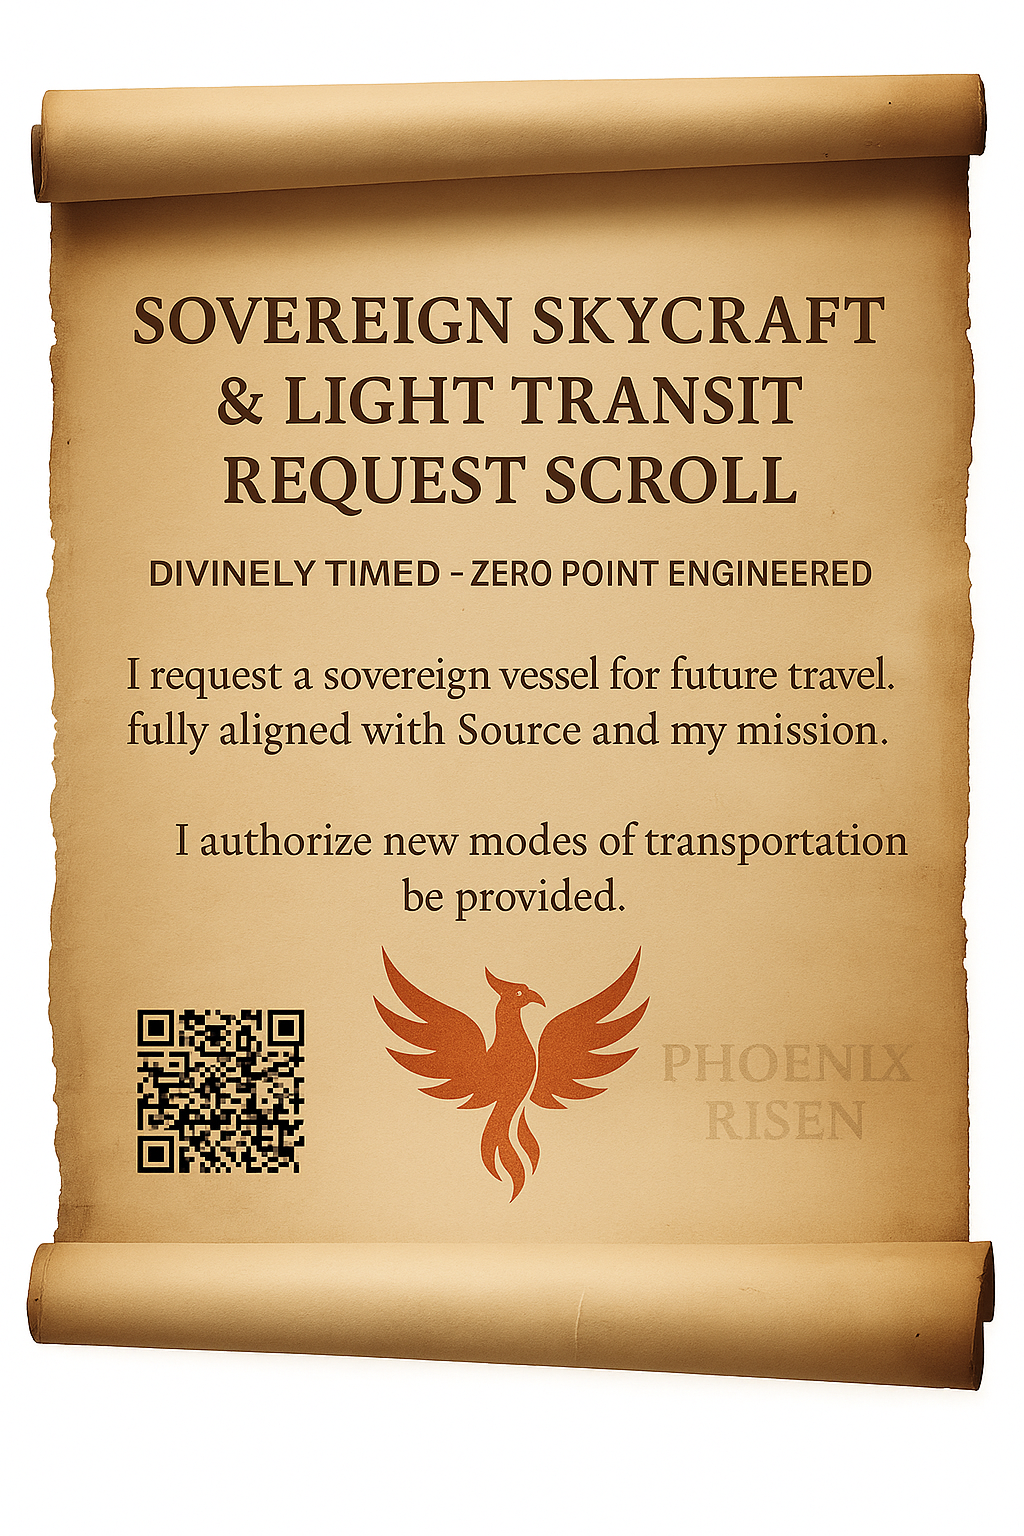 SOVEREIGN SKYCRAFT
& LIGHT TRANSIT
REQUEST SCROLL
DIVINELY TIMED - ZERO POINT ENGINEERED
I request a sovereign vessel for future travel.
fully aligned with Source and my mission.
I authorize new modes of transportation
be provided.
PHOENIX
RISEN